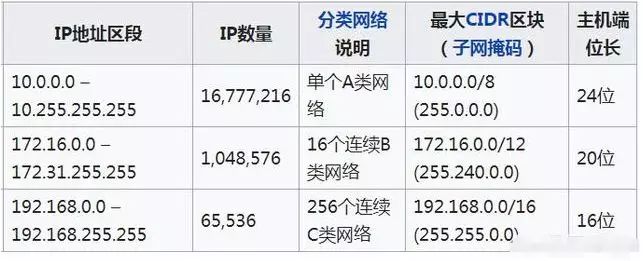 IP地址区段 IP数量 分类网络说明 最大CIDR区块（子网掩码） 主机端位长
10.0.0.0 – 10.255.255.255 16,777,216 单个A类网络 10.0.0.0/8 (255.0.0.0) 24位
172.16.0.0 – 172.31.255.255 1,048,576 16个连续B类网络 172.16.0.0/12 (255.240.0.0) 20位
192.168.0.0 – 192.168.255.255 65,536 256个连续C类网络 192.168.0.0/16 (255.255.0.0) 16位